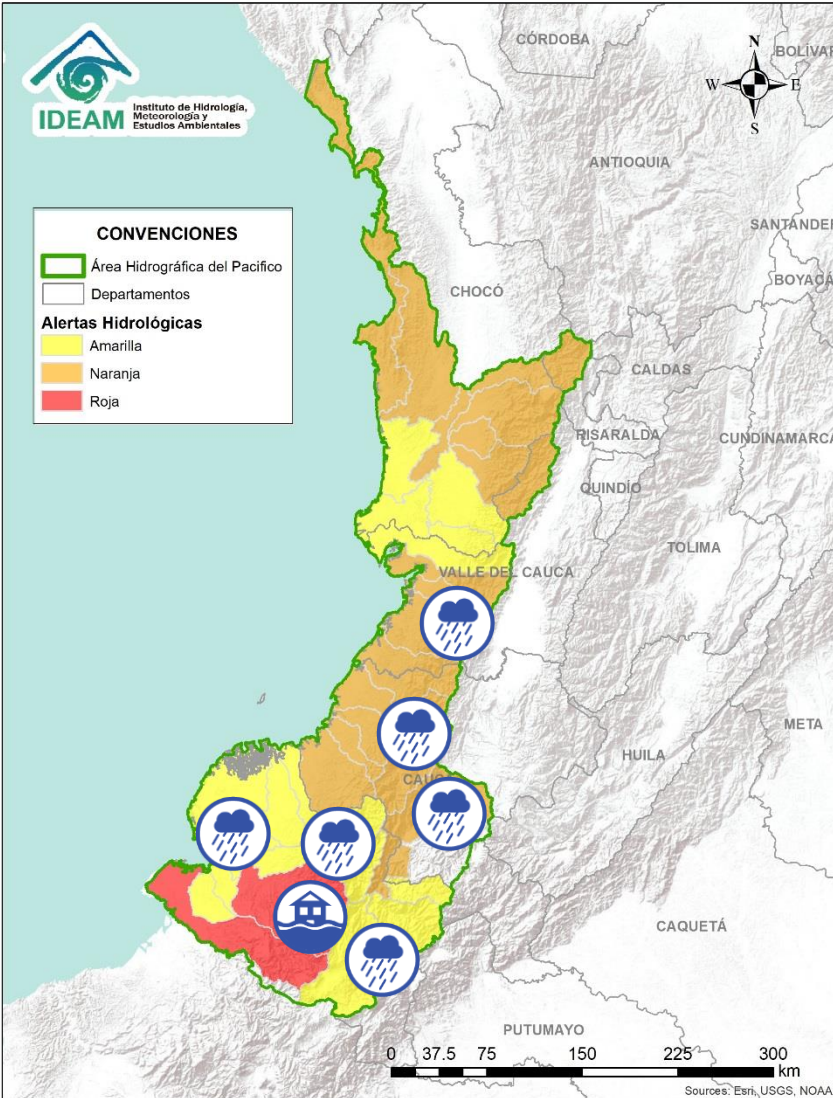 IDEAM
Instituto de Hidrología,
Meteorología y
Estudios Ambientales
CÓRDOBA
BOLÍVAR
N
W
E
S
ANTIOQUIA
SANTANDER
BOYACÁ
CONVENCIONES
Área Hidrográfica del Pacifico
Departamentos
Alertas Hidrológicas
Amarilla
Naranja
Roja
CHOCÓ
CALDAS
RISARALDA
CUNDINAMARCA
QUINDÍO
TOLIMA
VALLE DEL CAUCA
META
HUILA
CAUC
CAQUETÁ
PUTUMAYO
0 37.5 75 150 225 300
km
Sources: Esri, USGS, NOAA